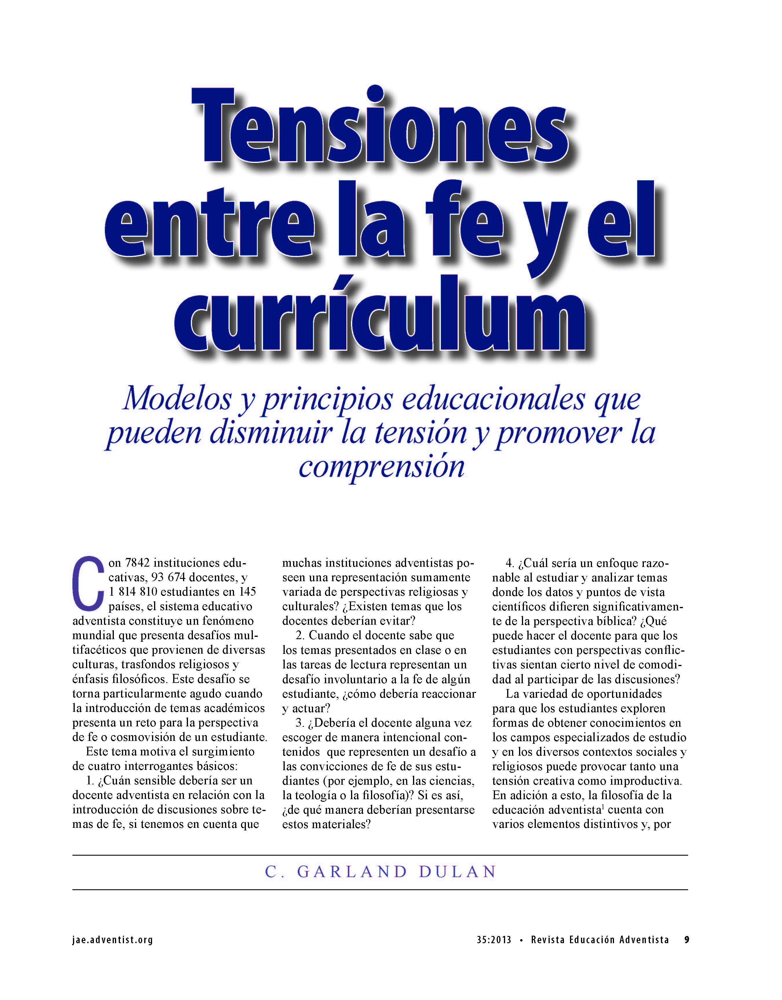 Tensiones
entre la fe y el
currículum
Modelos y principios educacionales que
pueden disminuir la tensión y promover la
comprensión
Con 7842 instituciones edu-
cativas, 93 674 docentes, y
1 814 810 estudiantes en 145
países, el sistema educativo
adventista constituye un fenómeno
mundial que presenta desafíos mul-
tifacéticos que provienen de diversas
culturas, trasfondos religiosos y
énfasis filosóficos. Este desafío se
torna particularmente agudo cuando
la introducción de temas académicos
presenta un reto para la perspectiva
de fe o cosmovisión de un estudiante.
Este tema motiva el surgimiento
de cuatro interrogantes básicos:
1. ¿Cuán sensible debería ser un
docente adventista en relación con la
introducción de discusiones sobre te-
mas de fe, si tenemos en cuenta que
muchas instituciones adventistas po-
seen una representación sumamente
variada de perspectivas religiosas y
culturales? ¿Existen temas que los
docentes deberían evitar?
2. Cuando el docente sabe que
los temas presentados en clase o en
las tareas de lectura representan un
desafío involuntario a la fe de algún
estudiante, ¿cómo debería reaccionar
y actuar?
3. ¿Debería el docente alguna vez
escoger de manera intencional con-
tenidos que representen un desafío a
las convicciones de fe de sus estu-
diantes (por ejemplo, en las ciencias,
la teología o la filosofía)? Si es así,
¿de qué manera deberían presentarse
estos materiales?
4. ¿Cuál sería un enfoque razo-
nable al estudiar y analizar temas
donde los datos y puntos de vista
científicos difieren significativamen-
te de la perspectiva bíblica? ¿Qué
puede hacer el docente para que los
estudiantes con perspectivas conflic-
tivas sientan cierto nivel de comodi-
dad al participar de las discusiones?
La variedad de oportunidades
para que los estudiantes exploren
formas de obtener conocimientos en
los campos especializados de estudio
y en los diversos contextos sociales y
religiosos puede provocar tanto una
tensión creativa como improductiva.
En adición a esto, la filosofía de la
educación adventista¹ cuenta con
varios elementos distintivos y, por
C. GARLAND DULAN
jae.adventist.org
35:2013 • Revista Educación Adventista 9